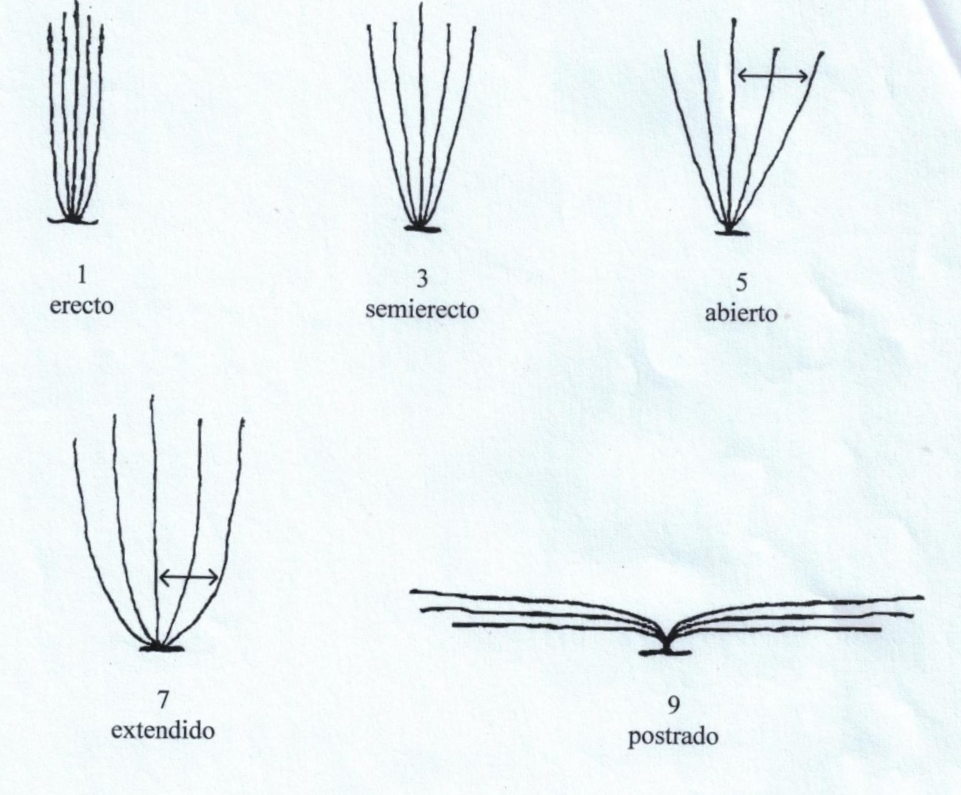 1
erecto
3
semierecto
5
abierto
7
extendido
9
postrado